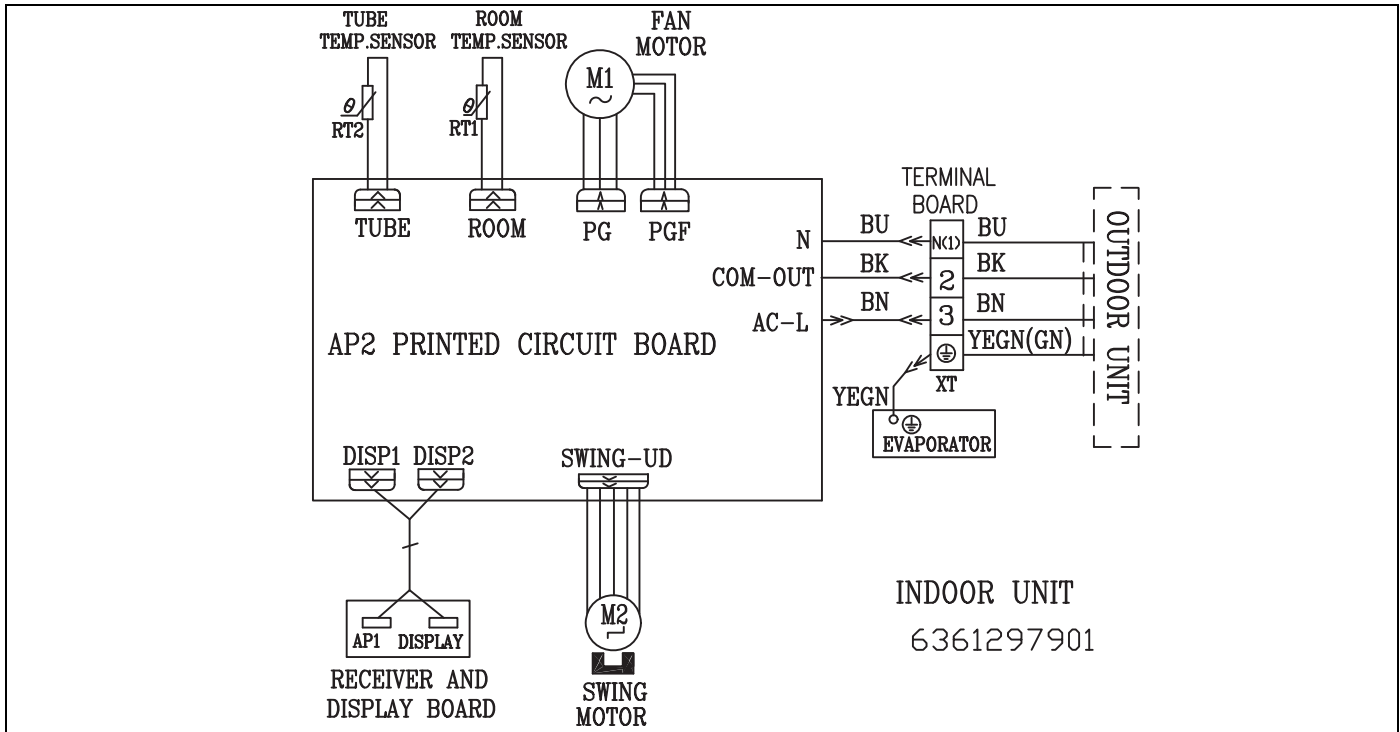 TUBE
TEMP.SENSOR
ROOM
TEMP.SENSOR
FAN
MOTOR
M1
θ
RT2
θ
RT1
TUBE
ROOM
PG
PGF
TERMINAL
BOARD
N
BU
N(1)
BU
COM-OUT
BK
2
BK
AC-L
BN
3
BN
YEGN(GN)
XT
YEGN
EVAPORATOR
OUTDOOR UNIT
AP2 PRINTED CIRCUIT BOARD
DISP1
DISP2
SWING-UD
AP1
DISPLAY
RECEIVER AND
DISPLAY BOARD
M2
SWING
MOTOR
INDOOR UNIT
6361297901